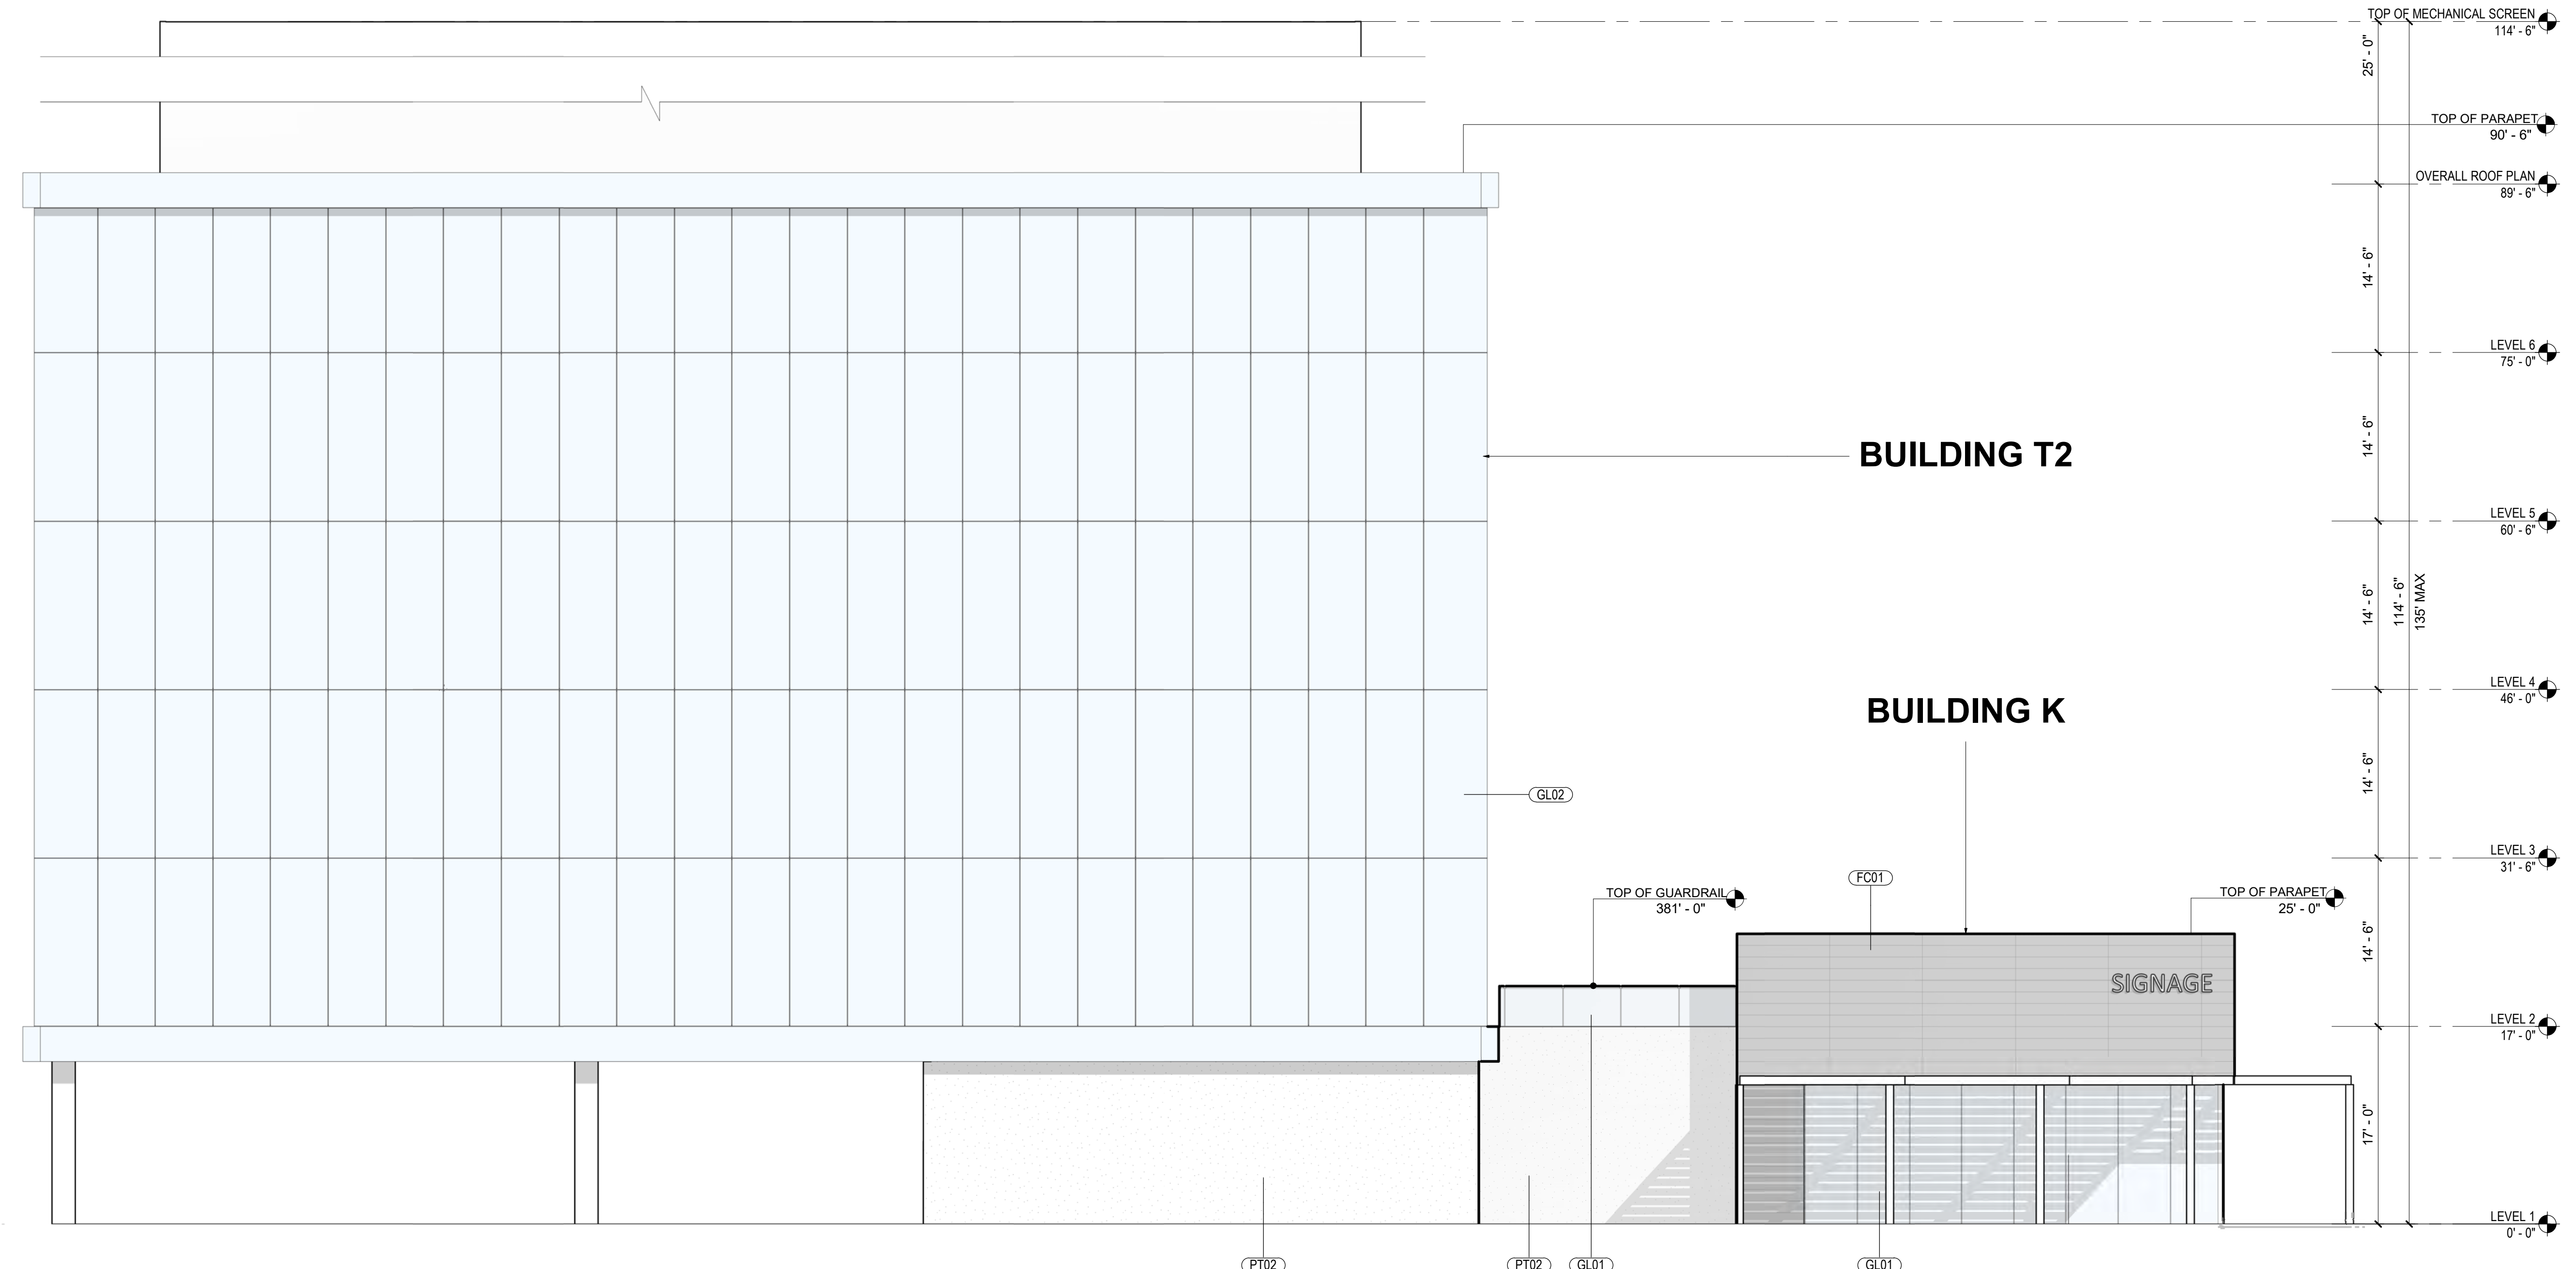 TOP OF MECHANICAL SCREEN
114' - 6"
25' - 0"
TOP OF PARAPET
90' - 6"
OVERALL ROOF PLAN
89' - 6"
14' - 6"
LEVEL 6
75' - 0"
BUILDING T2
14' - 6"
LEVEL 5
60' - 6"
14' - 6"
114' - 6"
135' MAX
LEVEL 4
46' - 0"
BUILDING K
14' - 6"
GL02
LEVEL 3
31' - 6"
FC01
TOP OF GUARDRAIL
381' - 0"
TOP OF PARAPET
25' - 0"
14' - 6"
SIGNAGE
LEVEL 2
17' - 0"
17' - 0"
LEVEL 1
0' - 0"
PT02
PT02
GL01
GL01